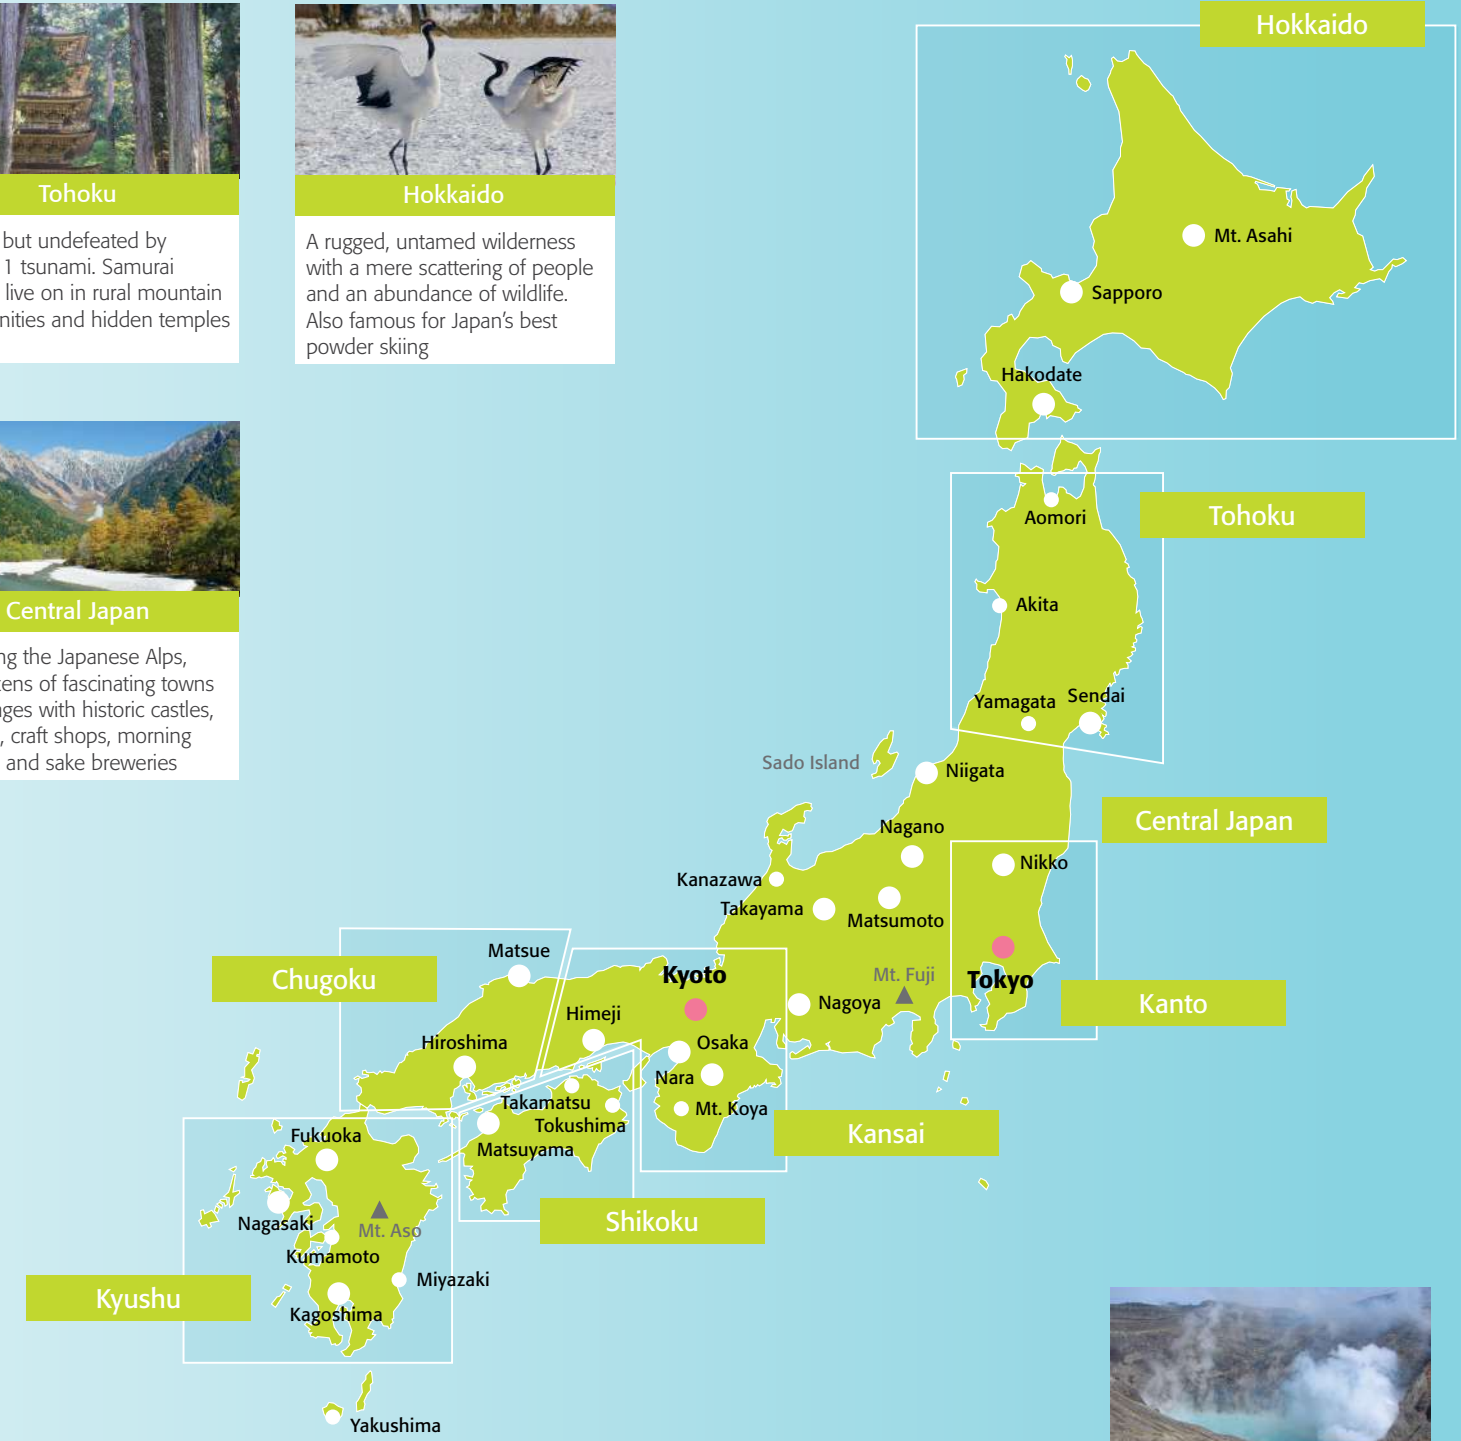 Tohoku
but undefeated by
1 tsunami. Samurai
live on in rural mountain
nities and hidden temples
Hokkaido
A rugged, untamed wilderness
with a mere scattering of people
and an abundance of wildlife.
Also famous for Japan's best
powder skiing
Central Japan
ng the Japanese Alps,
ens of fascinating towns
ges with historic castles,
, craft shops, morning
and sake breweries
Hokkaido
Mt. Asahi
Sapporo
Hakodate
Aomori
Tohoku
Akita
Yamagata
Sendai
Sado Island
Niigata
Central Japan
Nagano
Nikko
Kanazawa
Takayama
Matsumoto
Matsue
Chugoku
Kyoto
Mt. Fuji
Tokyo
Kanto
Nagoya
Himeji
Hiroshima
Osaka
Nara
Takamatsu
Mt. Koya
Tokushima
Kansai
Matsuyama
Fukuoka
Shikoku
Nagasaki
Mt. Aso
Kumamoto
Miyazaki
Kyushu
Kagoshima
Yakushima